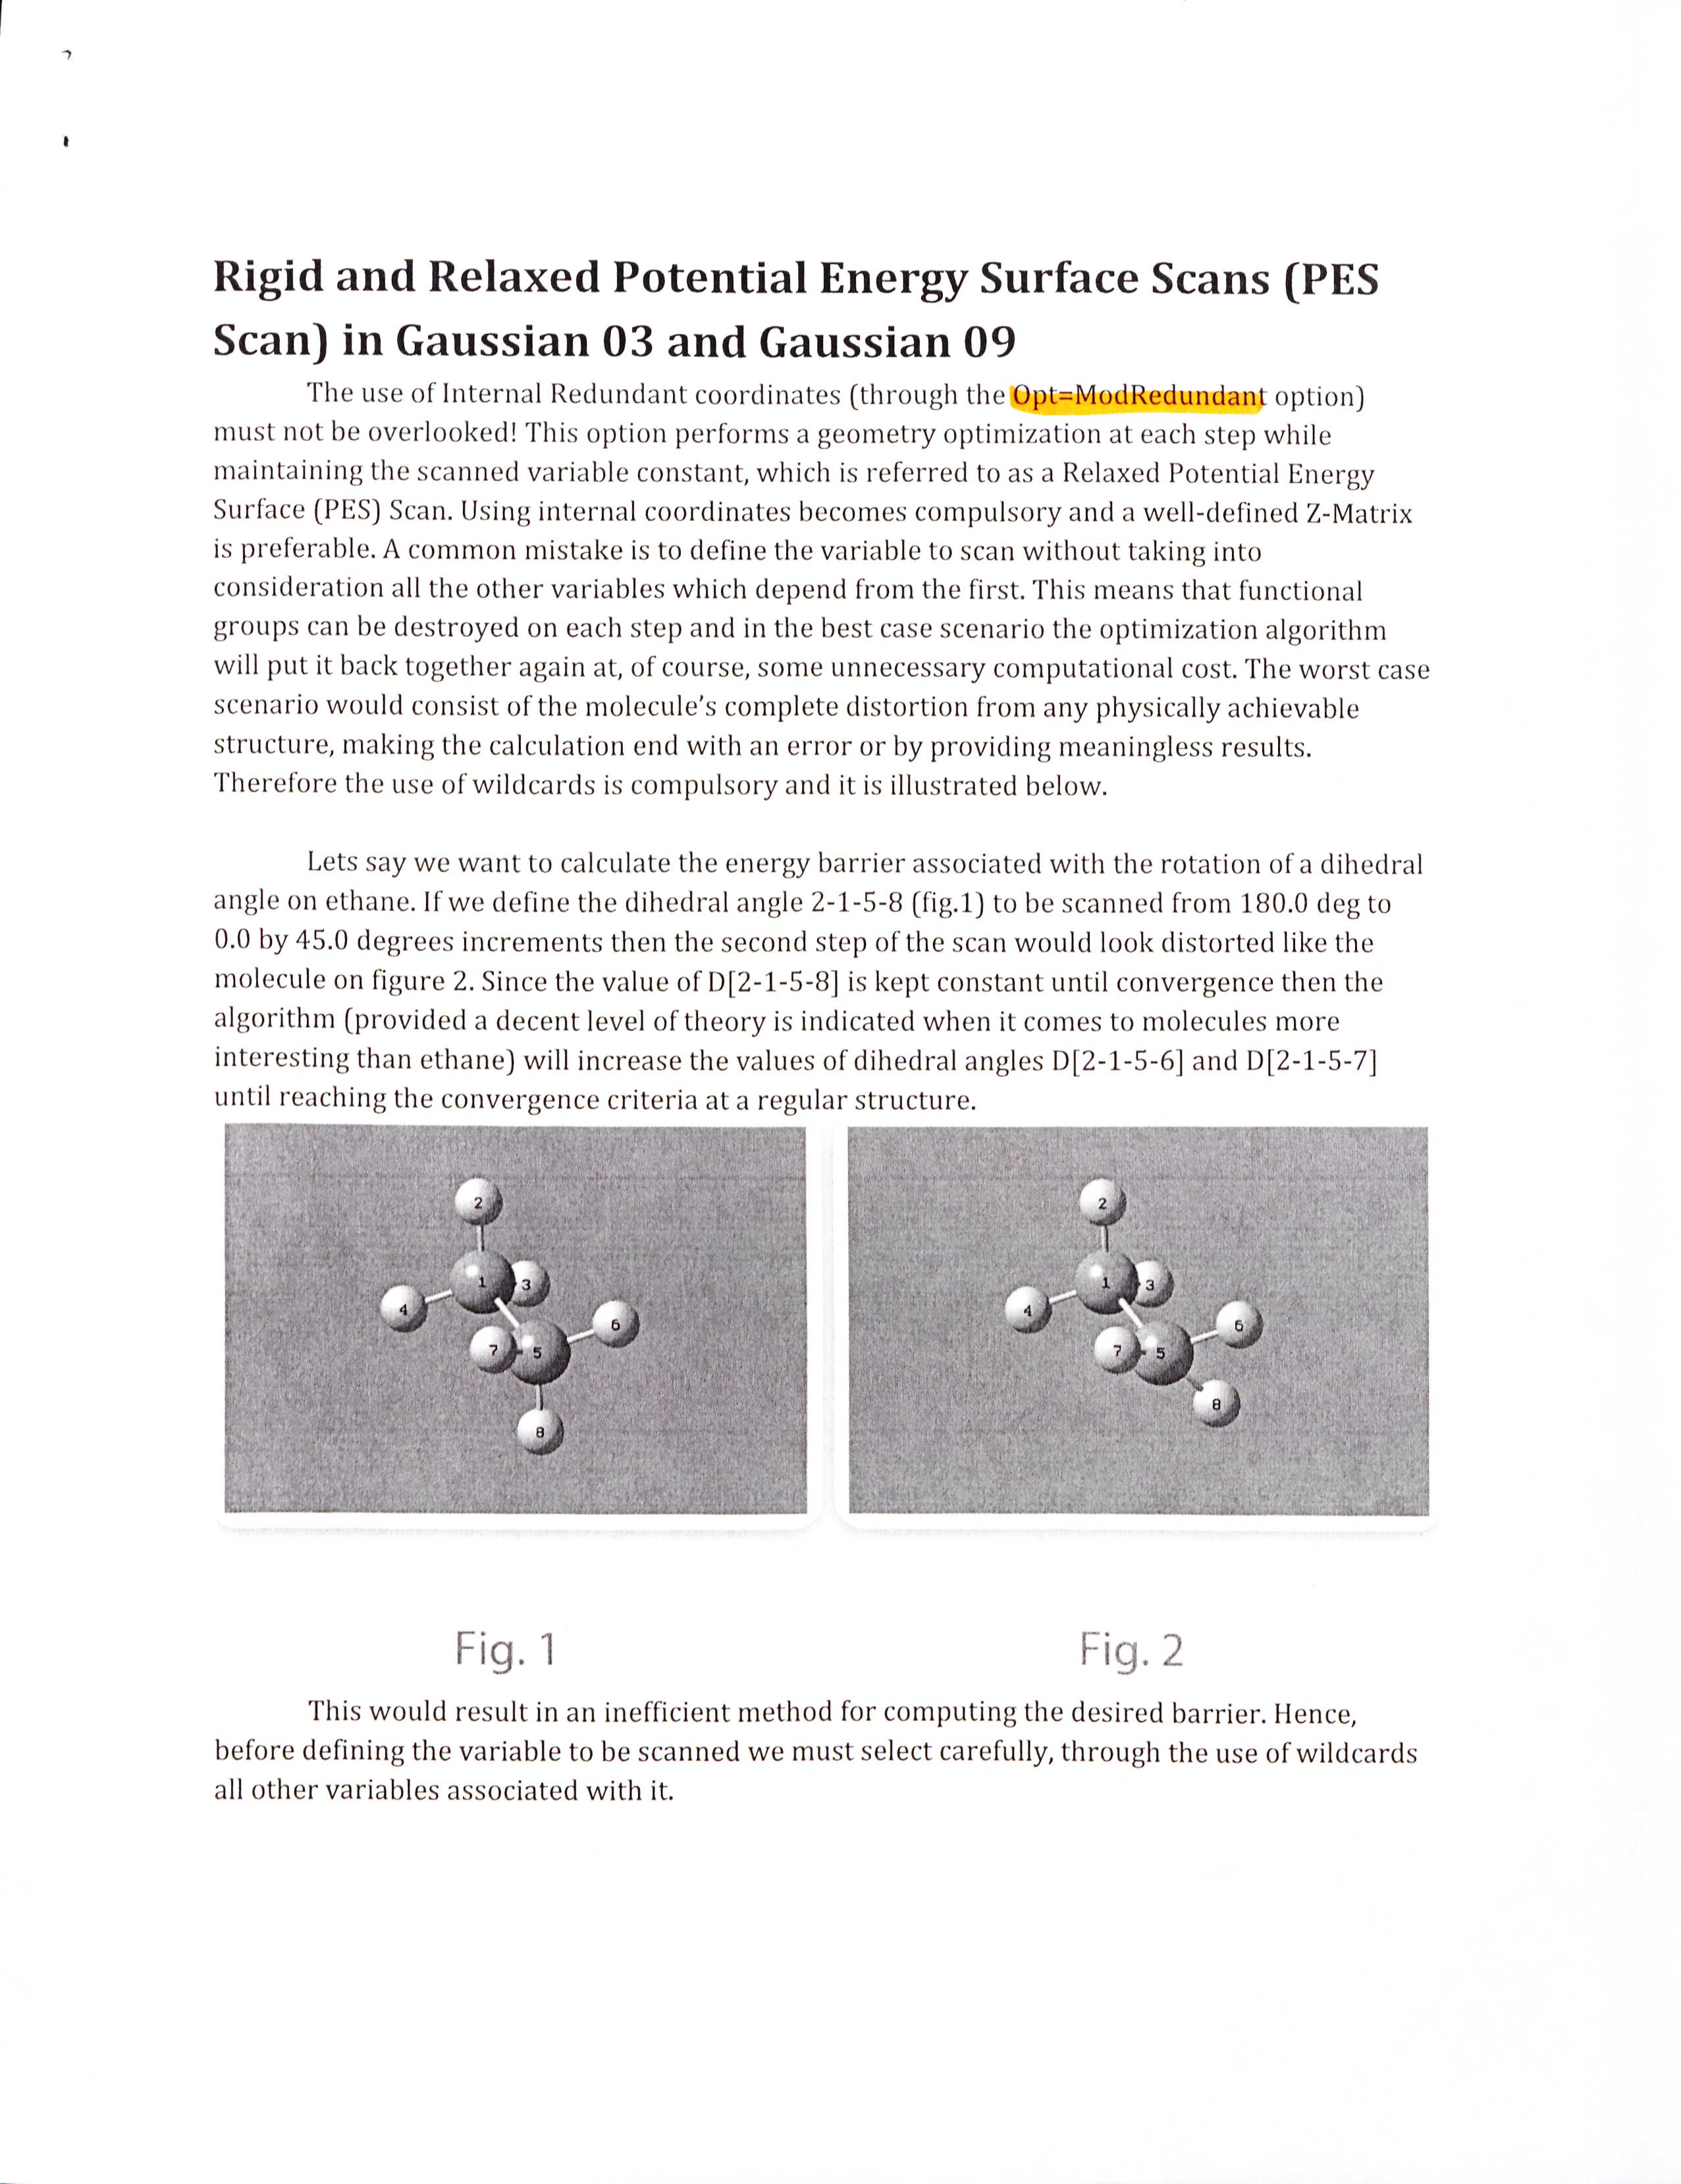 Rigid and Relaxed Potential Energy Surface Scans (PES
Scan) in Gaussian 03 and Gaussian 09
The use of Internal Redundant coordinates (through the Opt=ModRedundant option)
must not be overlooked! This option performs a geometry optimization at each step while
maintaining the scanned variable constant, which is referred to as a Relaxed Potential Energy
Surface (PES) Scan. Using internal coordinates becomes compulsory and a well-defined Z-Matrix
is preferable. A common mistake is to define the variable to scan without taking into
consideration all the other variables which depend from the first. This means that functional
groups can be destroyed on each step and in the best case scenario the optimization algorithm
will put it back together again at, of course, some unnecessary computational cost. The worst case
scenario would consist of the molecule's complete distortion from any physically achievable
structure, making the calculation end with an error or by providing meaningless results.
Therefore the use of wildcards is compulsory and it is illustrated below.
Lets say we want to calculate the energy barrier associated with the rotation of a dihedral
angle on ethane. If we define the dihedral angle 2-1-5-8 (fig.1) to be scanned from 180.0 deg to
0.0 by 45.0 degrees increments then the second step of the scan would look distorted like the
molecule on figure 2. Since the value of D[2-1-5-8] is kept constant until convergence then the
algorithm (provided a decent level of theory is indicated when it comes to molecules more
interesting than ethane) will increase the values of dihedral angles D[2-1-5-6] and D[2-1-5-7]
until reaching the convergence criteria at a regular structure.
2
1
3
4
6
7
5
8
2
1
3
4
6
7
5
8
Fig. 1
Fig. 2
This would result in an inefficient method for computing the desired barrier. Hence,
before defining the variable to be scanned we must select carefully, through the use of wildcards
all other variables associated with it.